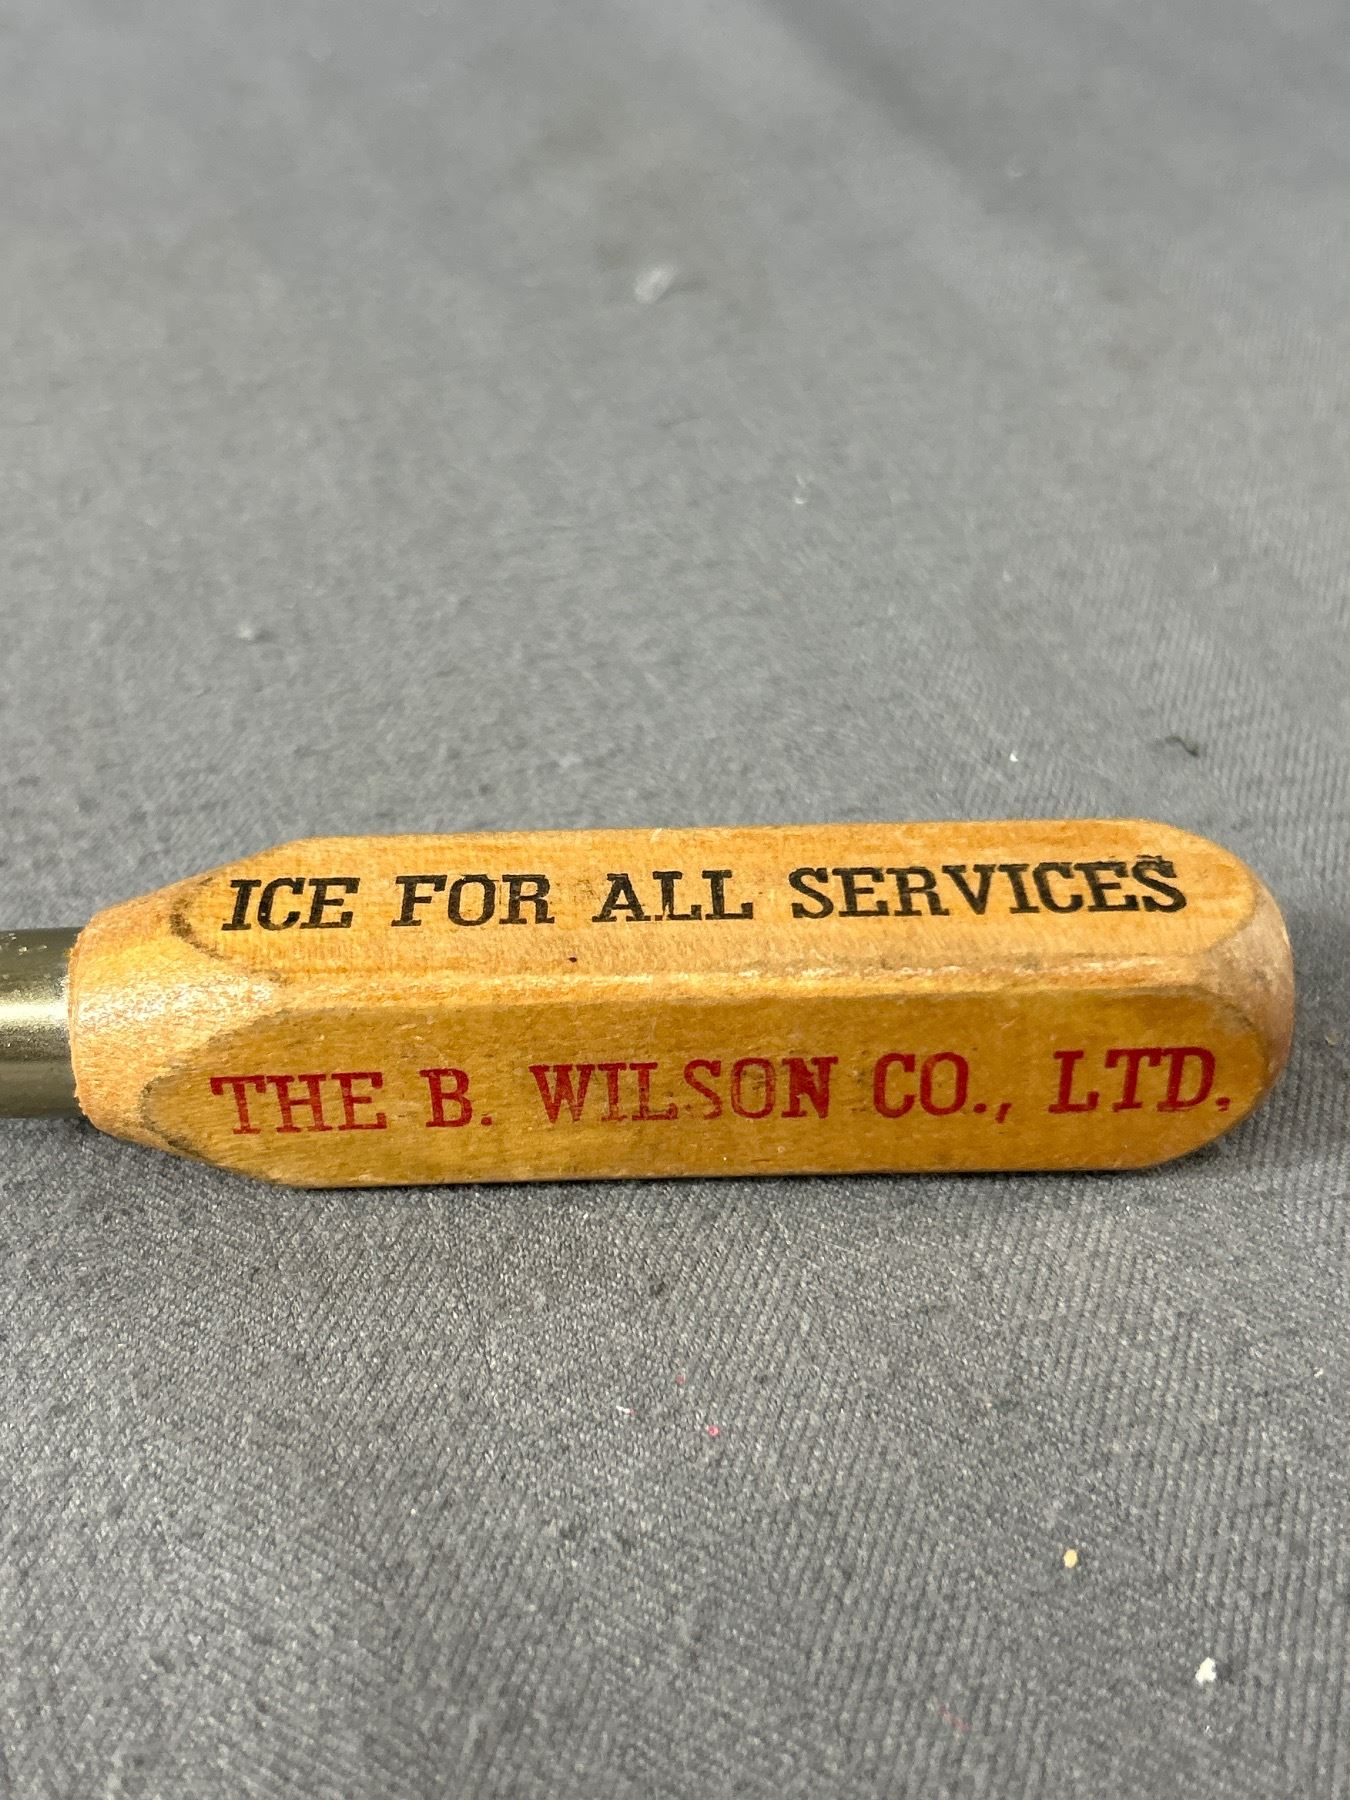 ICE FOR ALL SERVICES
THE B. WILSON CO., LTD.